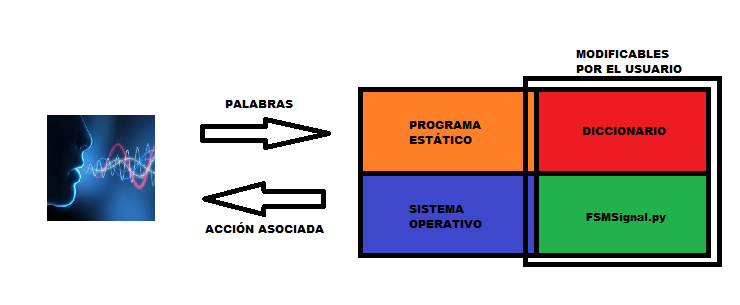 MODIFICABLES
POR EL USUARIO
PALABRAS
PROGRAMA
ESTÁTICO
DICCIONARIO
SISTEMA
OPERATIVO
FSMSignal.py
ACCIÓN ASOCIADA